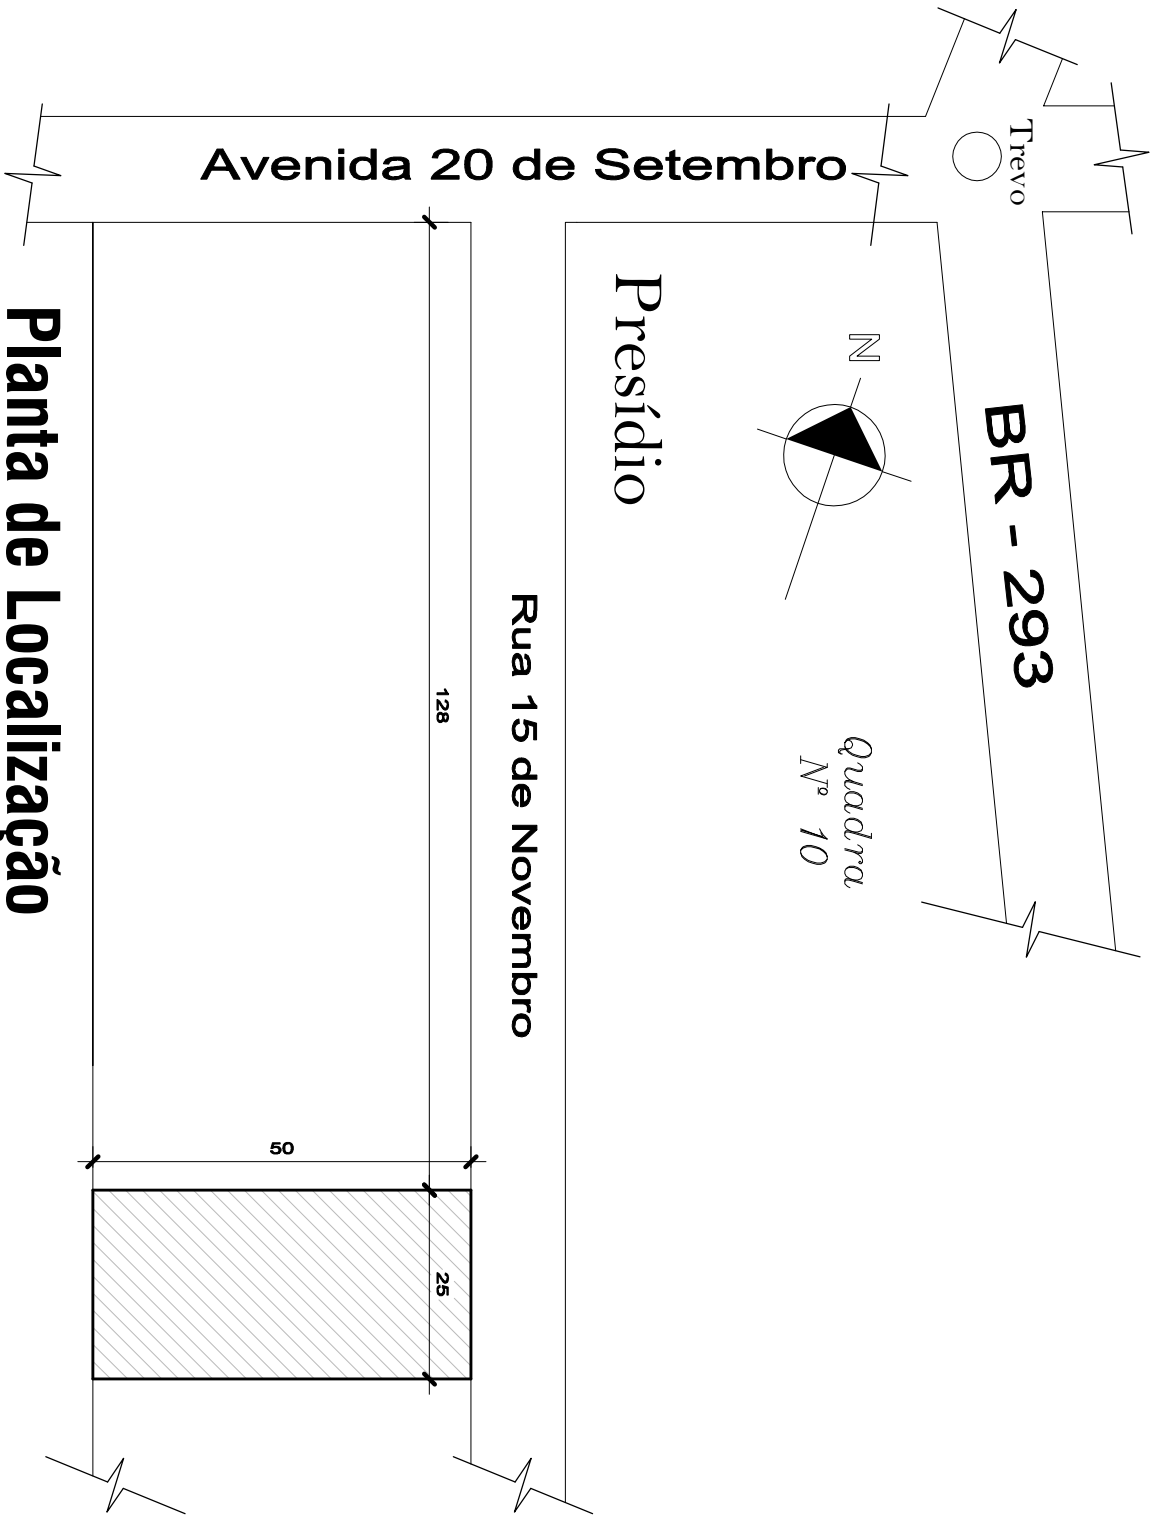 Trevo
Avenida 20 de Setembro
BR - 293
N
Presídio
Quadra
Nº 10
Rua 15 de Novembro
128
50
25
Planta de Localização